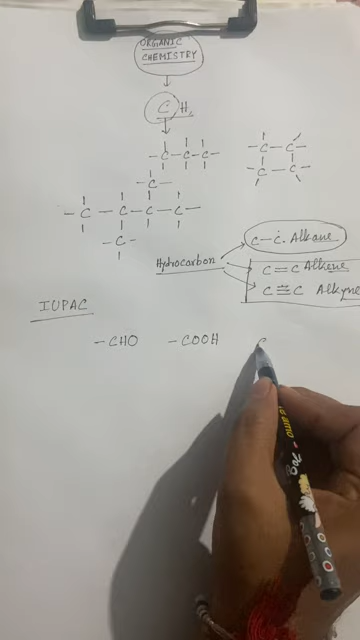 ORGANIC
CHEMISTRY
C, H,
- C - C - C -
- C - C -
- C -
- C - C -
- C - C - C - C -
- C -
C - C. Alkane
Hydrocarbon
C = C Alkene
C ≡ C Alkyne
IUPAC
- CHO - COOH C